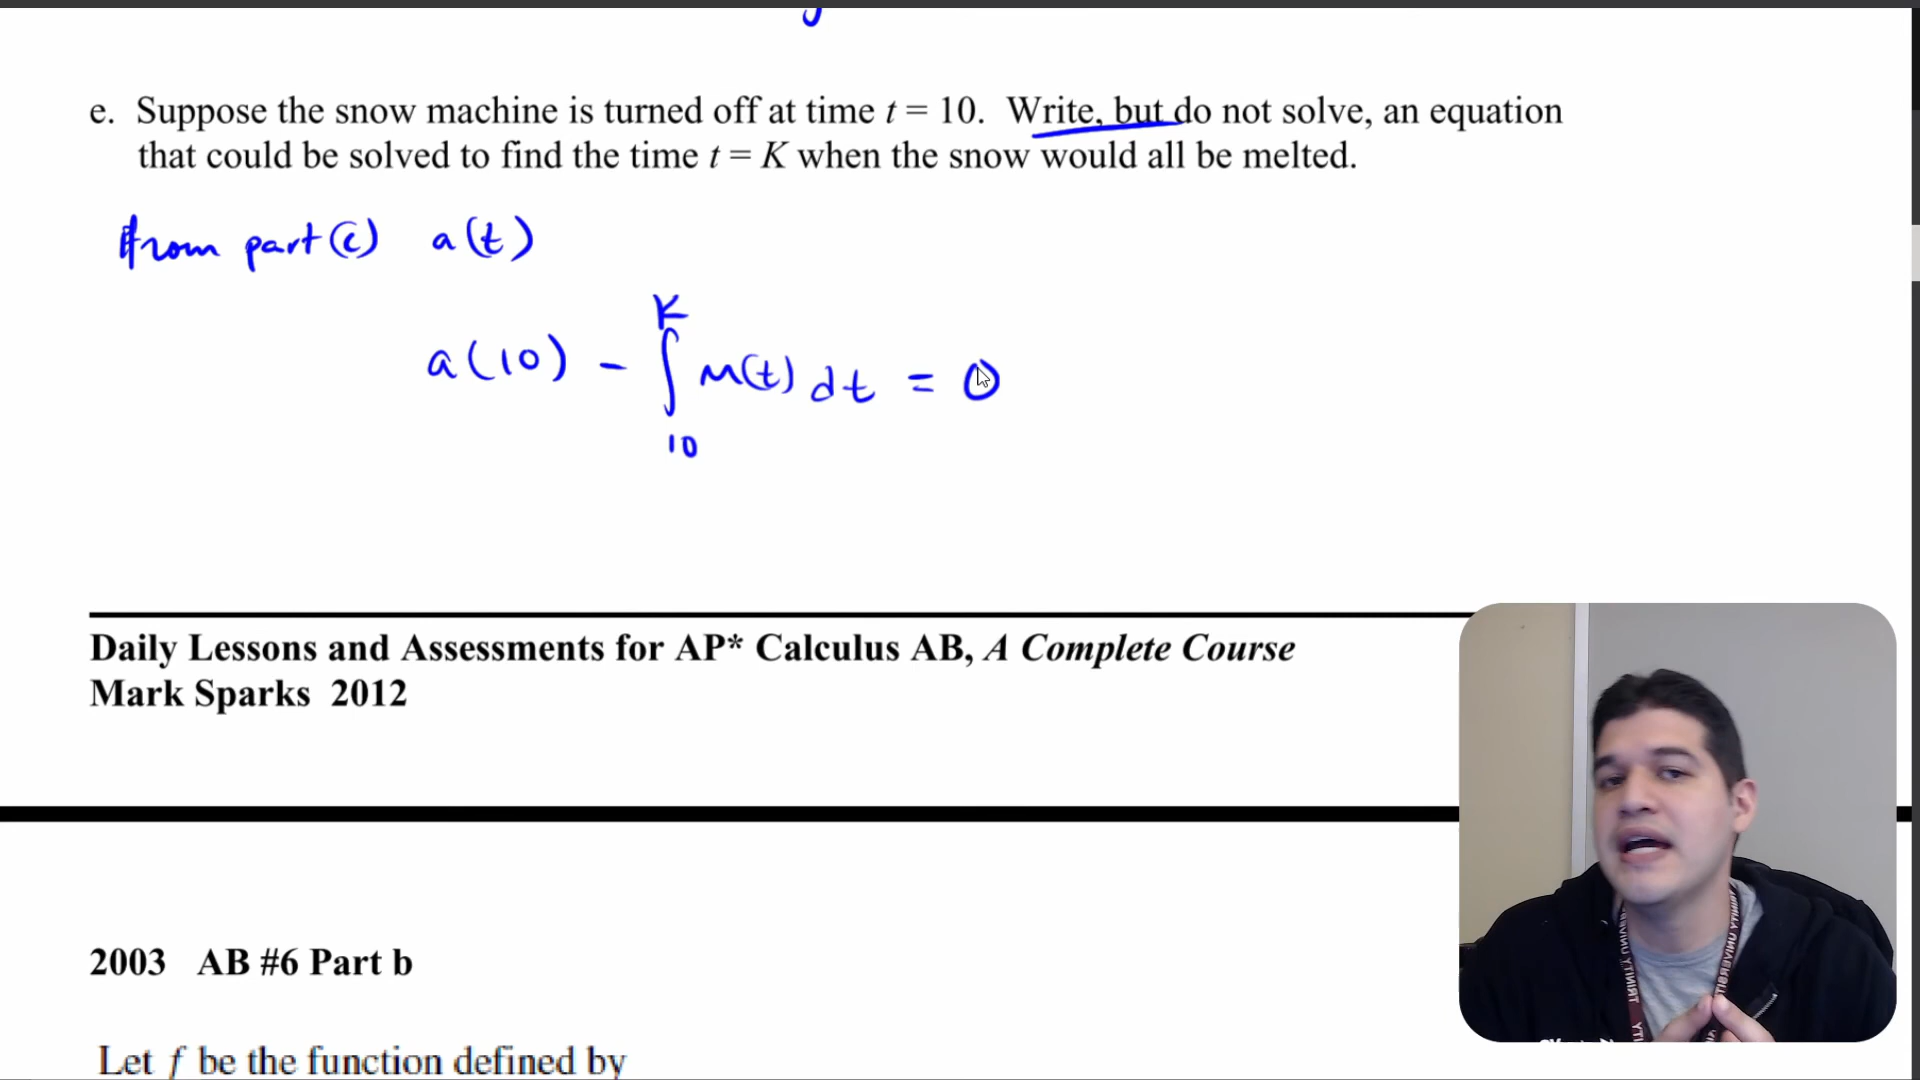 e. Suppose the snow machine is turned off at time t = 10. Write, but do not solve, an equation
that could be solved to find the time t = K when the snow would all be melted.
from part (c) a(t)
K
a(10) - ∫ M(t) dt = 0
10
Daily Lessons and Assessments for AP* Calculus AB, A Complete Course
Mark Sparks 2012
2003 AB #6 Part b
Let f be the function defined by